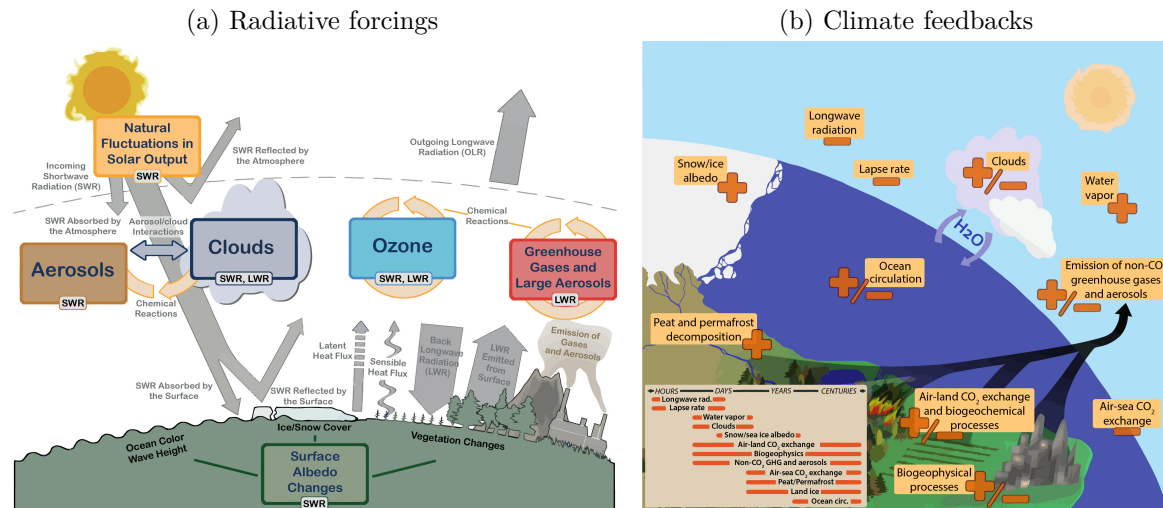 (a) Radiative forcings
Natural
Fluctuations in
Solar Output
SWR
Incoming
Shortwave
Radiation (SWR)
SWR Reflected by
the Atmosphere
Outgoing Longwave
Radiation (OLR)
SWR Absorbed by
the Atmosphere
Aerosol/cloud
Interactions
Chemical
Reactions
Aerosols
SWR
Clouds
SWR, LWR
Ozone
SWR, LWR
Greenhouse
Gases and
Large Aerosols
LWR
Chemical
Reactions
Latent
Heat Flux
Sensible
Heat Flux
Back
Longwave
Radiation
(LWR)
LWR
Emitted
from
Surface
Emission of
Gases
and Aerosols
SWR Absorbed by
the Surface
SWR Reflected by
the Surface
Ice/Snow Cover
Ocean Color
Wave Height
Vegetation Changes
Surface
Albedo
Changes
SWR
(b) Climate feedbacks
Longwave
radiation
Snow/ice
albedo
Lapse rate
Clouds
Water
vapor
H2O
Ocean
circulation
Emission of non-CO
greenhouse gases
and aerosols
Peat and permafrost
decomposition
HOURS DAYS YEARS CENTURIES
Longwave rad.
Lapse rate
Water vapor
Clouds
Snow/sea ice albedo
Air-land CO₂ exchange
Biogeophysics
Non-CO₂ GHG and aerosols
Air-sea CO₂ exchange
Peat/Permafrost
Land ice
Ocean circ.
Air-land CO₂ exchange
and biogeochemical
processes
Air-sea CO₂
exchange
Biogeophysical
processes